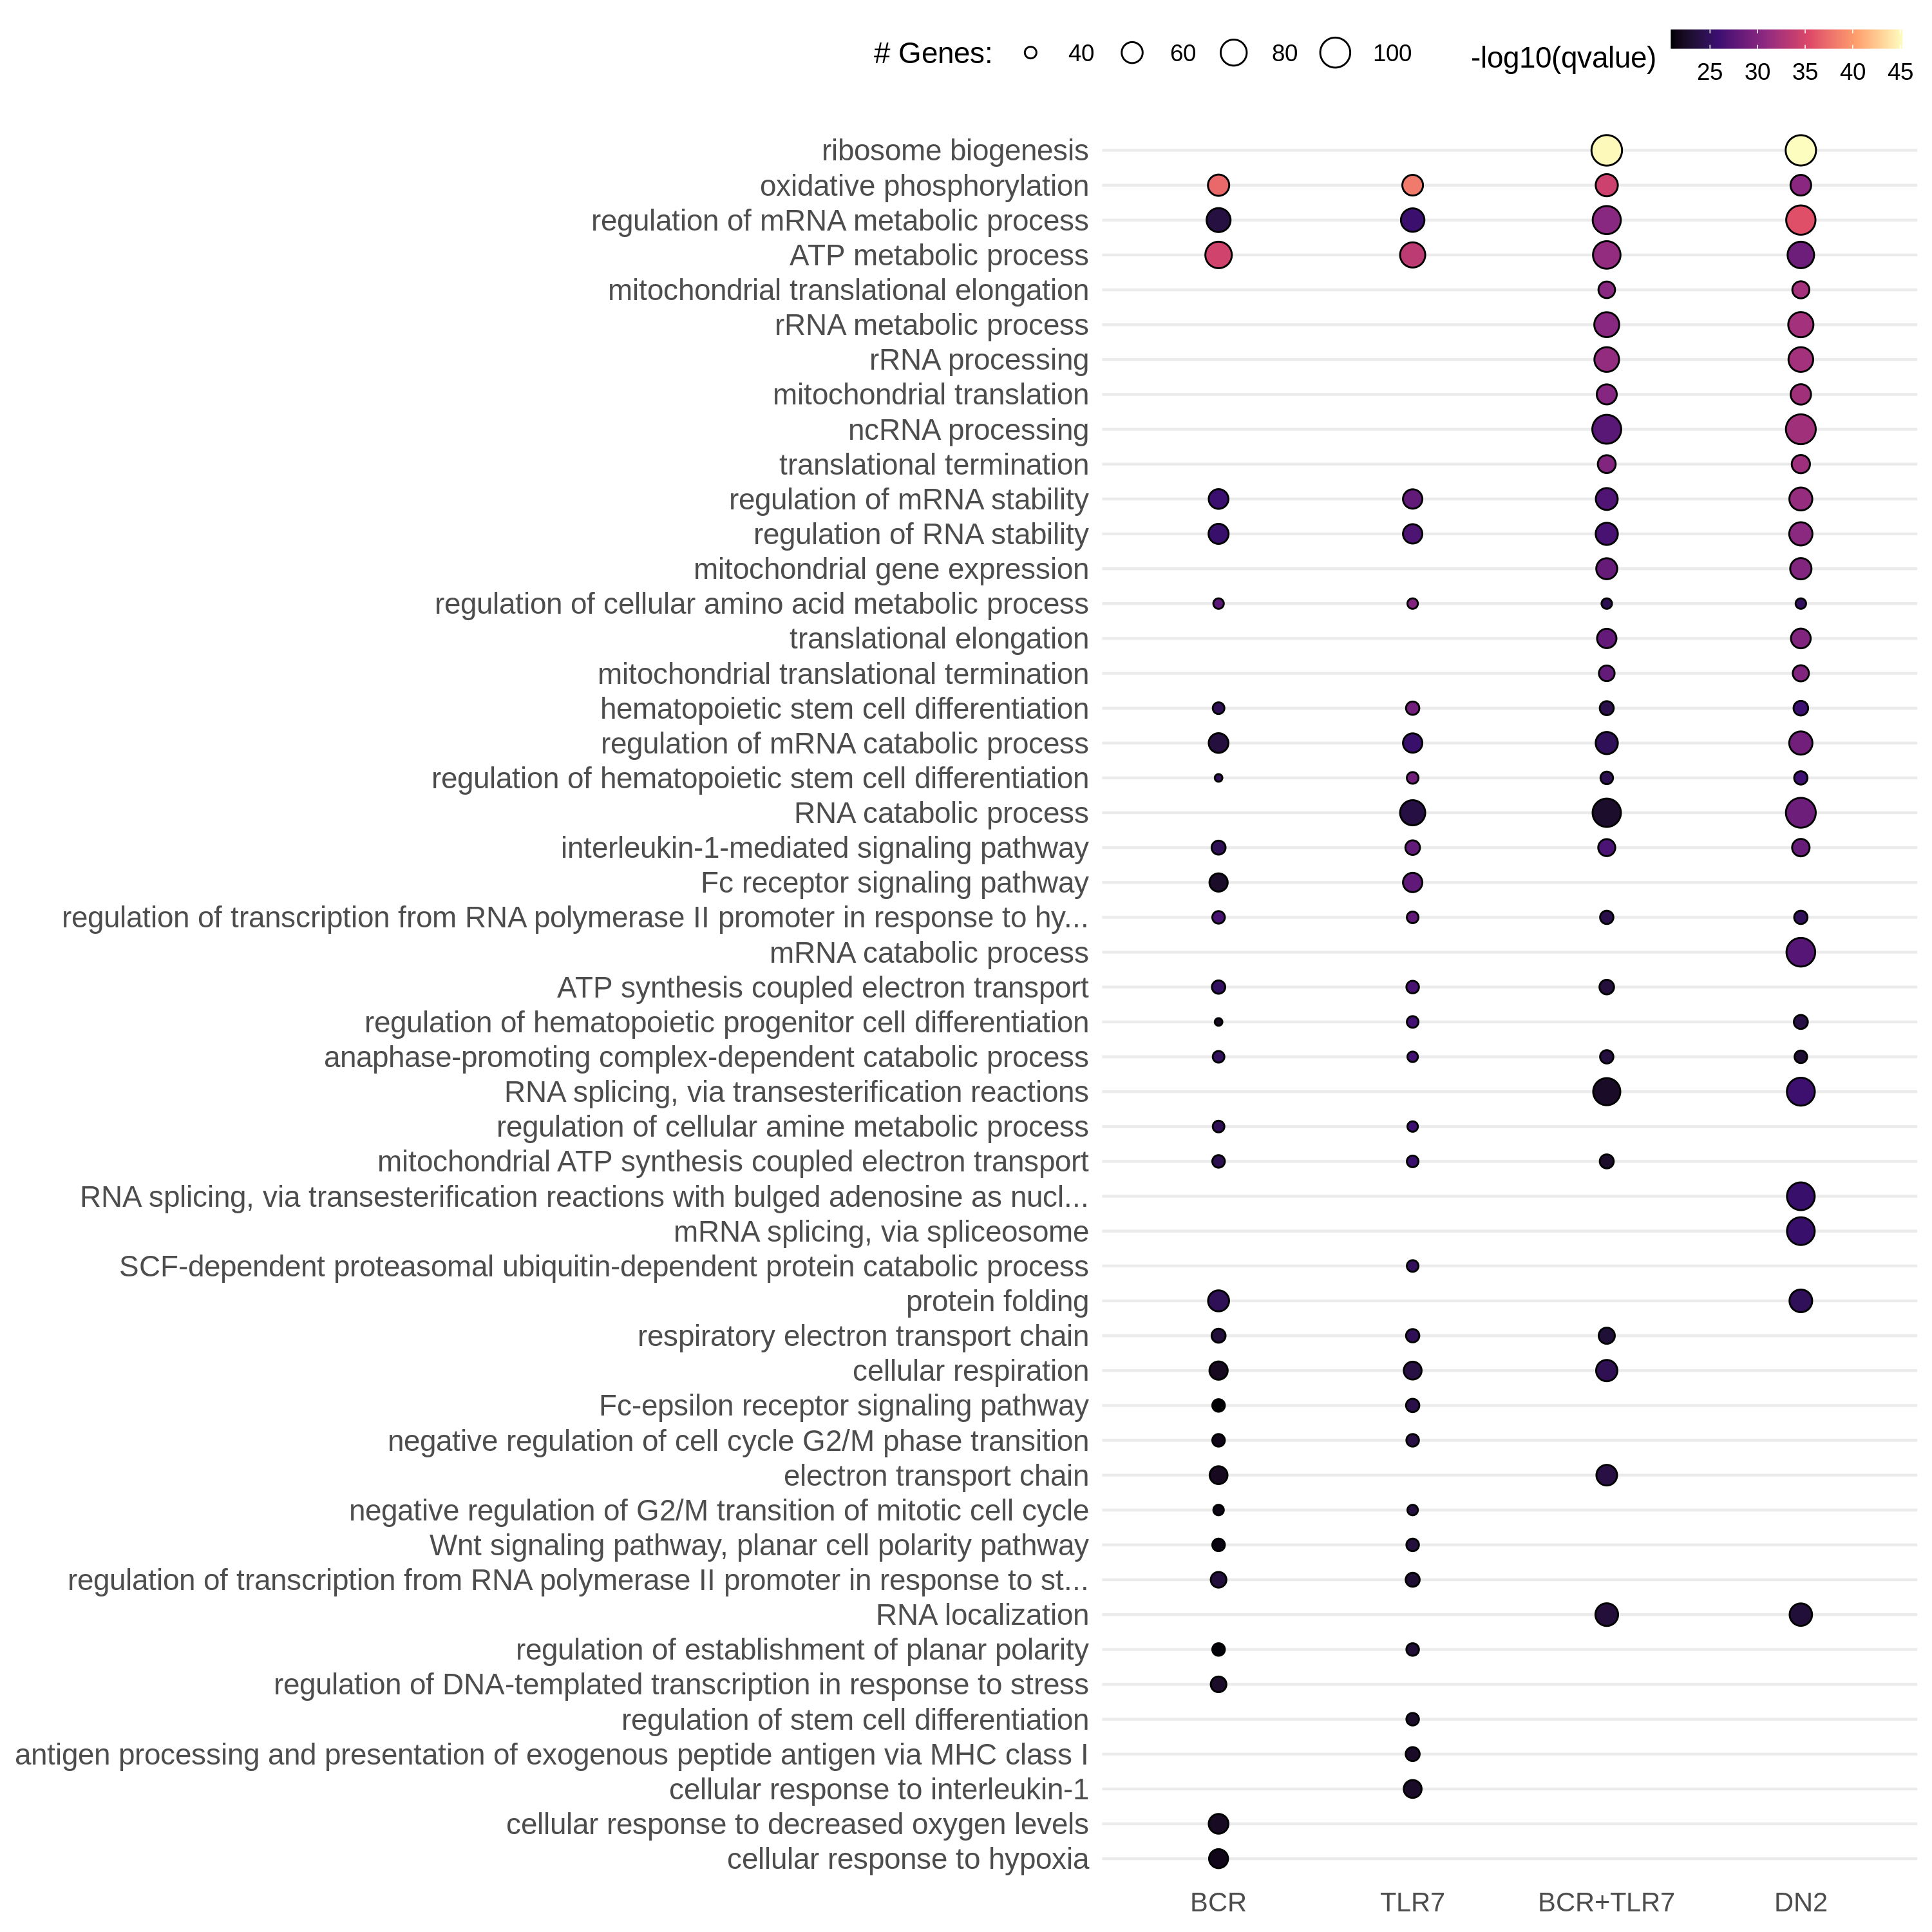 # Genes: 40 60 80 100 -log10(qvalue)
25 30 35 40 45
ribosome biogenesis
oxidative phosphorylation
regulation of mRNA metabolic process
ATP metabolic process
mitochondrial translational elongation
rRNA metabolic process
rRNA processing
mitochondrial translation
ncRNA processing
translational termination
regulation of mRNA stability
regulation of RNA stability
mitochondrial gene expression
regulation of cellular amino acid metabolic process
translational elongation
mitochondrial translational termination
hematopoietic stem cell differentiation
regulation of mRNA catabolic process
regulation of hematopoietic stem cell differentiation
RNA catabolic process
interleukin-1-mediated signaling pathway
Fc receptor signaling pathway
regulation of transcription from RNA polymerase II promoter in response to hy...
mRNA catabolic process
ATP synthesis coupled electron transport
regulation of hematopoietic progenitor cell differentiation
anaphase-promoting complex-dependent catabolic process
RNA splicing, via transesterification reactions
regulation of cellular amine metabolic process
mitochondrial ATP synthesis coupled electron transport
RNA splicing, via transesterification reactions with bulged adenosine as nucl...
mRNA splicing, via spliceosome
SCF-dependent proteasomal ubiquitin-dependent protein catabolic process
protein folding
respiratory electron transport chain
cellular respiration
Fc-epsilon receptor signaling pathway
negative regulation of cell cycle G2/M phase transition
electron transport chain
negative regulation of G2/M transition of mitotic cell cycle
Wnt signaling pathway, planar cell polarity pathway
regulation of transcription from RNA polymerase II promoter in response to st...
RNA localization
regulation of establishment of planar polarity
regulation of DNA-templated transcription in response to stress
regulation of stem cell differentiation
antigen processing and presentation of exogenous peptide antigen via MHC class I
cellular response to interleukin-1
cellular response to decreased oxygen levels
cellular response to hypoxia
BCR TLR7 BCR+TLR7 DN2